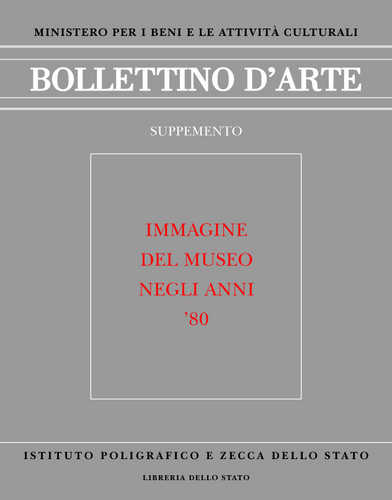 MINISTERO PER I BENI E LE ATTIVITÀ CULTURALI
BOLLETTINO D'ARTE
SUPPEMENTO
IMMAGINE
DEL MUSEO
NEGLI ANNI
'80
ISTITUTO POLIGRAFICO E ZECCA DELLO STATO
LIBRERIA DELLO STATO